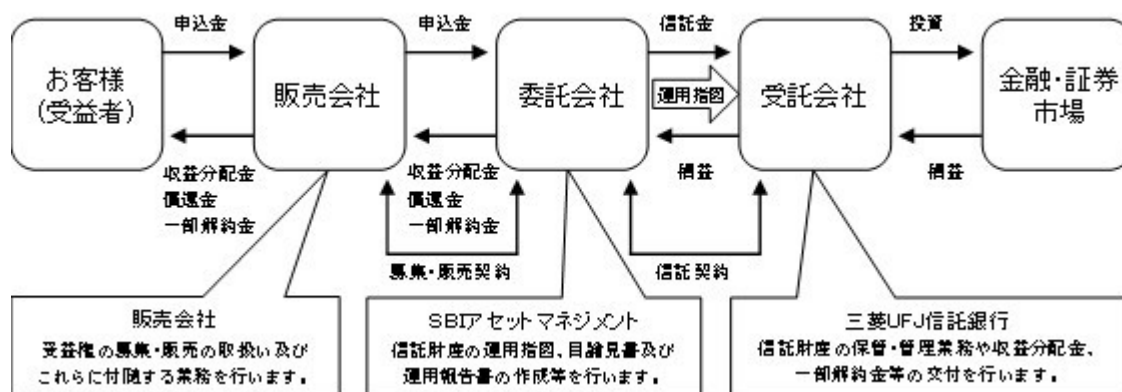 申込金
申込金
信託金
投資
お客様
(受益者)
販売会社
委託会社
運用指図
受託会社
金融・証券
市場
収益分配金
償還金
一部解約金
収益分配金
償還金
一部解約金
損益
損益
募集・販売契約
信託契約
販売会社
受益権の募集・販売の取扱い及び
これらに付随する業務を行います。
SBIアセットマネジメント
信託財産の運用指図、目論見書及び
運用報告書の作成等を行います。
三菱UFJ信託銀行
信託財産の保管・管理業務や収益分配金、
一部解約金等の交付を行います。